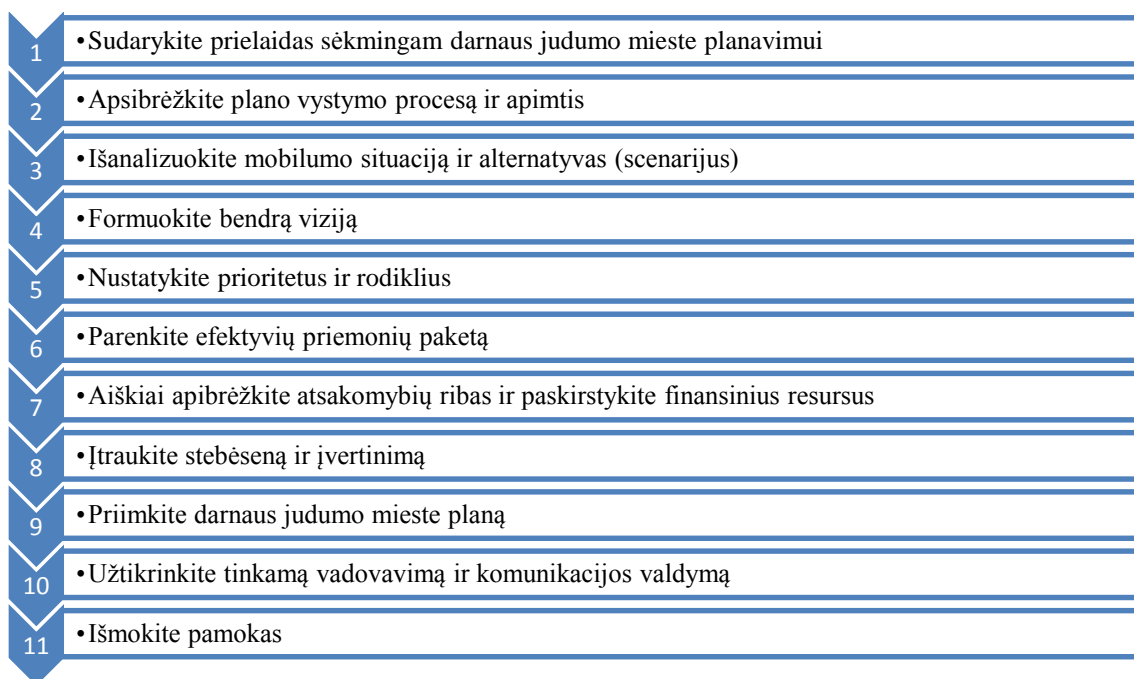 1 •Sudarykite prielaidas sėkmingam darnaus judumo mieste planavimui
2 •Apsibrėžkite plano vystymo procesą ir apimtis
3 •Išanalizuokite mobilumo situaciją ir alternatyvas (scenarijus)
4 •Formuokite bendrą viziją
5 •Nustatykite prioritetus ir rodiklius
6 •Parenkite efektyvių priemonių paketą
7 •Aiškiai apibrėžkite atsakomybių ribas ir paskirstykite finansinius resursus
8 •Įtraukite stebėseną ir įvertinimą
9 •Priimkite darnaus judumo mieste planą
10 •Užtikrinkite tinkamą vadovavimą ir komunikacijos valdymą
11 •Išmokite pamokas